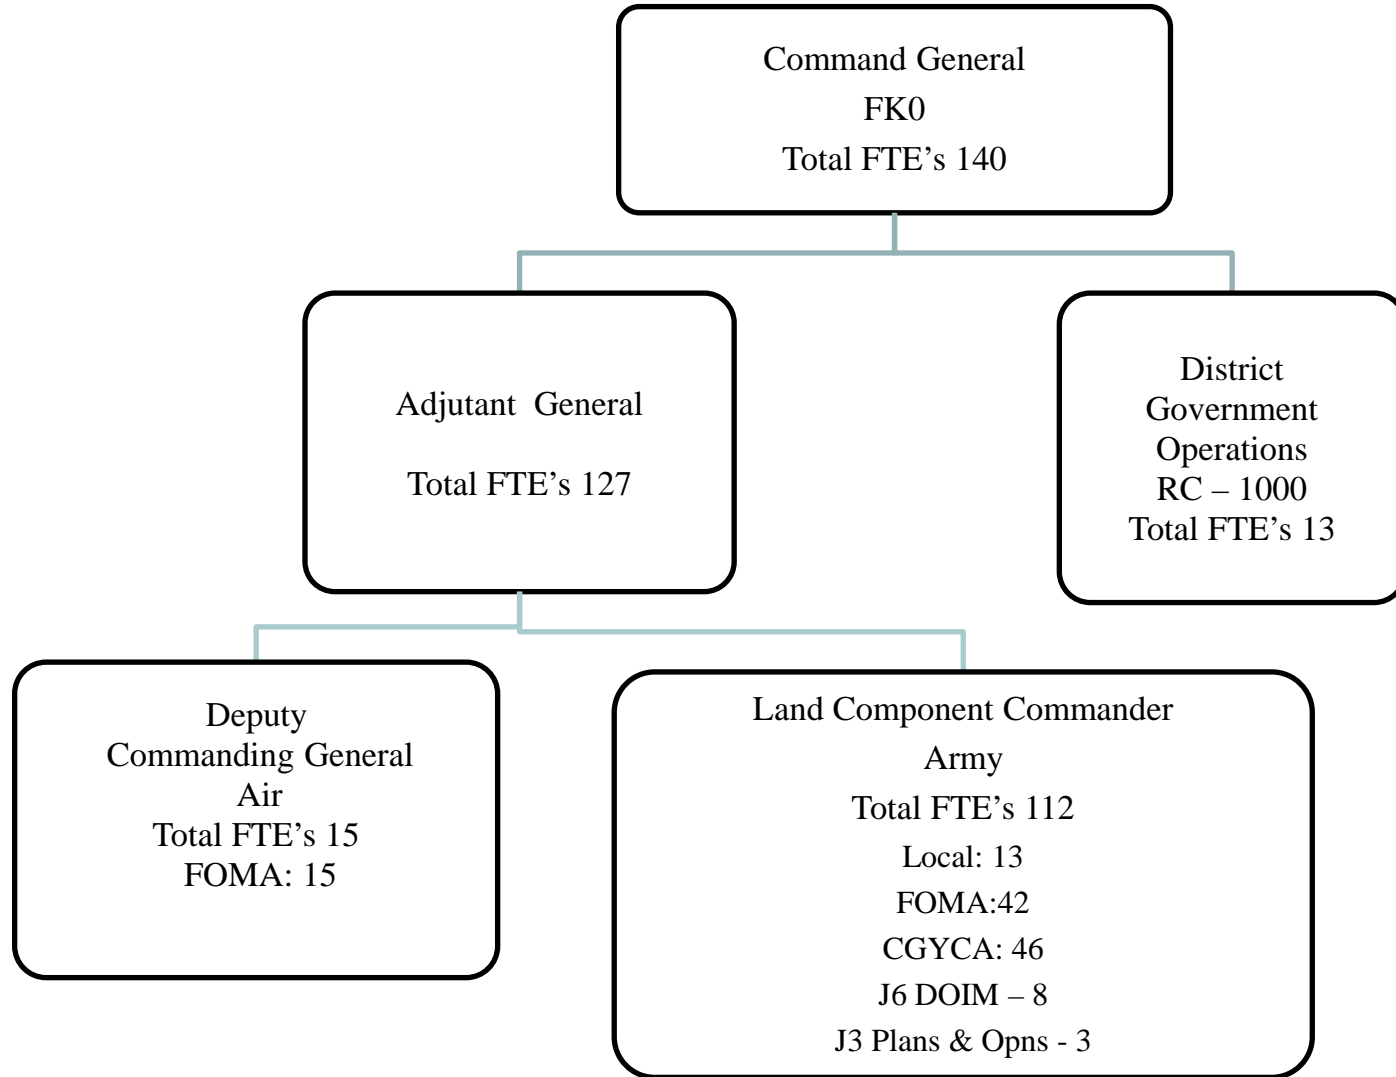 Command General
FK0
Total FTE’s 140
Adjutant  General
Total FTE’s 127
District
Government
Operations
RC – 1000
Total FTE’s 13
Deputy
Commanding General
Air
Total FTE’s 15
FOMA: 15
Land Component Commander
Army
Total FTE’s 112
Local: 13
FOMA:42
CGYCA: 46
J6 DOIM – 8
J3 Plans & Opns - 3